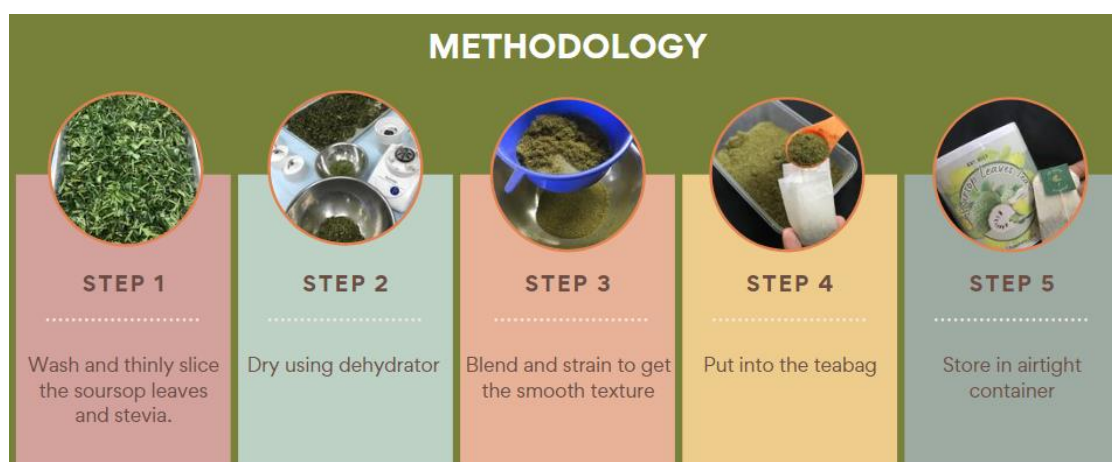 METHODOLOGY
STEP 1
Wash and thinly slice
the soursop leaves
and stevia.
STEP 2
Dry using dehydrator
STEP 3
Blend and strain to get
the smooth texture
STEP 4
Put into the teabag
STEP 5
Store in airtight
container